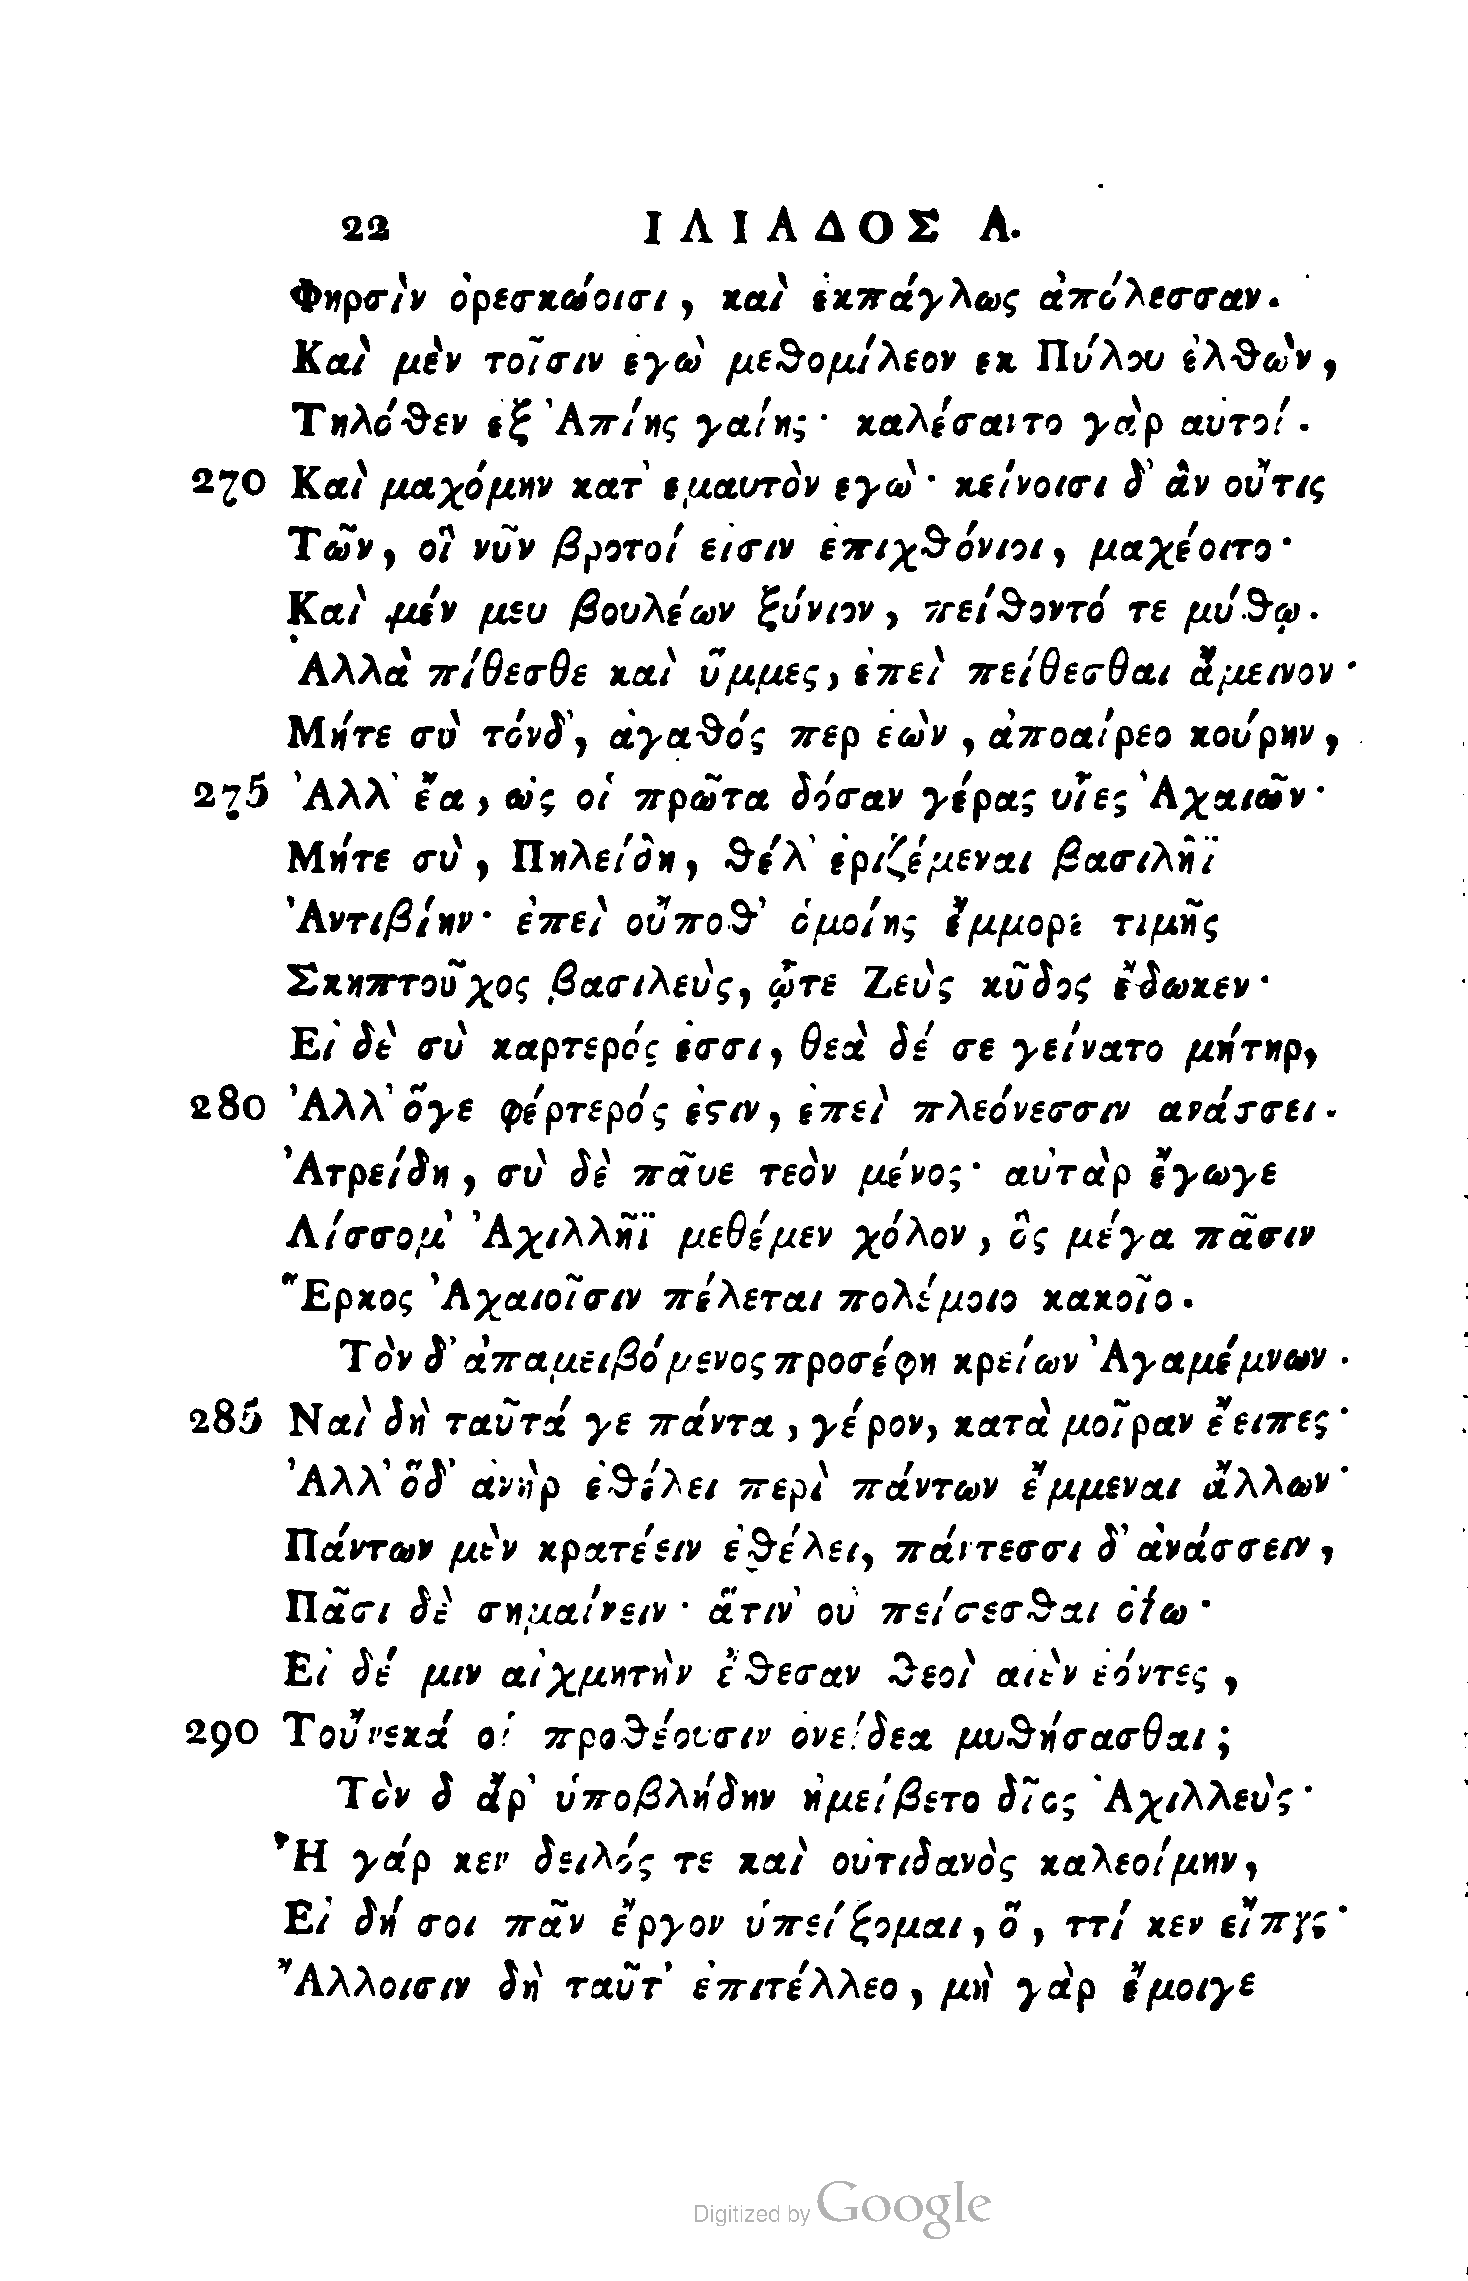 22 ΙΛΙΑΔΟΣ Α.
Φηρσὶν ὀρεσκώοισι, καὶ ἐκπάγλως ἀπόλεσσαν.
Καὶ μὲν τοῖσιν ἐγὼ μεθομίλεον ἐκ Πύλου ἐλθὼν,
Τηλόθεν ἐξ Ἀπίης γαίης· καλέσαντο γὰρ αὐτοί.
270 Καὶ μαχόμην κατ' ἐμαυτὸν ἐγώ· κείνοισι δ' ἂν οὔτις
Τῶν, οἳ νῦν βροτοί εἰσιν ἐπιχθόνιοι, μαχέοιτο·
Καὶ μέν μευ βουλέων ξύνιον, πείθοντό τε μύθῳ.
Ἀλλὰ πίθεσθε καὶ ὔμμες, ἐπεὶ πείθεσθαι ἄμεινον·
Μήτε σὺ τόνδ', ἀγαθός περ ἐὼν, ἀποαίρεο κούρην,
275 Ἀλλ' ἔα, ὥς οἱ πρῶτα δόσαν γέρας υἷες Ἀχαιῶν·
Μήτε σὺ, Πηλείδη, θέλ' ἐριζέμεναι βασιλῆϊ
Ἀντιβίην· ἐπεὶ οὔποθ' ὁμοίης ἔμμορε τιμῆς
Σκηπτοῦχος βασιλεὺς, ᾧτε Ζεὺς κῦδος ἔδωκεν·
Εἰ δὲ σὺ καρτερός ἐσσι, θεὰ δέ σε γείνατο μήτηρ,
280 Ἀλλ' ὅγε φέρτερός ἐστιν, ἐπεὶ πλεόνεσσιν ἀνάσσει.
Ἀτρείδη, σὺ δὲ παῦε τεὸν μένος· αὐτὰρ ἔγωγε
Λίσσομ' Ἀχιλλῆϊ μεθέμεν χόλον, ὃς μέγα πᾶσιν
Ἕρκος Ἀχαιοῖσιν πέλεται πολέμοιο κακοῖο.
Τὸν δ' ἀπαμειβόμενος προσέφη κρείων Ἀγαμέμνων.
285 Ναὶ δὴ ταῦτά γε πάντα, γέρον, κατὰ μοῖραν ἔειπες·
Ἀλλ' ὅδ' ἀνὴρ ἐθέλει περὶ πάντων ἔμμεναι ἄλλων·
Πάντων μὲν κρατέειν ἐθέλει, πάντεσσι δ' ἀνάσσειν,
Πᾶσι δὲ σημαίνειν· ἅτιν' οὐ πείσεσθαι ὀΐω·
Εἰ δέ μιν αἰχμητὴν ἔθεσαν θεοὶ αἰὲν ἐόντες,
290 Τοὔνεκά οἱ προθέουσιν ὀνείδεα μυθήσασθαι;
Τὸν δ ἄρ' ὑποβλήδην ἠμείβετο δῖος Ἀχιλλεύς·
Ἦ γάρ κεν δειλός τε καὶ οὐτιδανὸς καλεοίμην,
Εἰ δή σοι πᾶν ἔργον ὑπείξομαι, ὅ, ττί κεν εἴπῃς·
Ἄλλοισιν δὴ ταῦτ' ἐπιτέλλεο, μὴ γὰρ ἔμοιγε
Digitized by Google